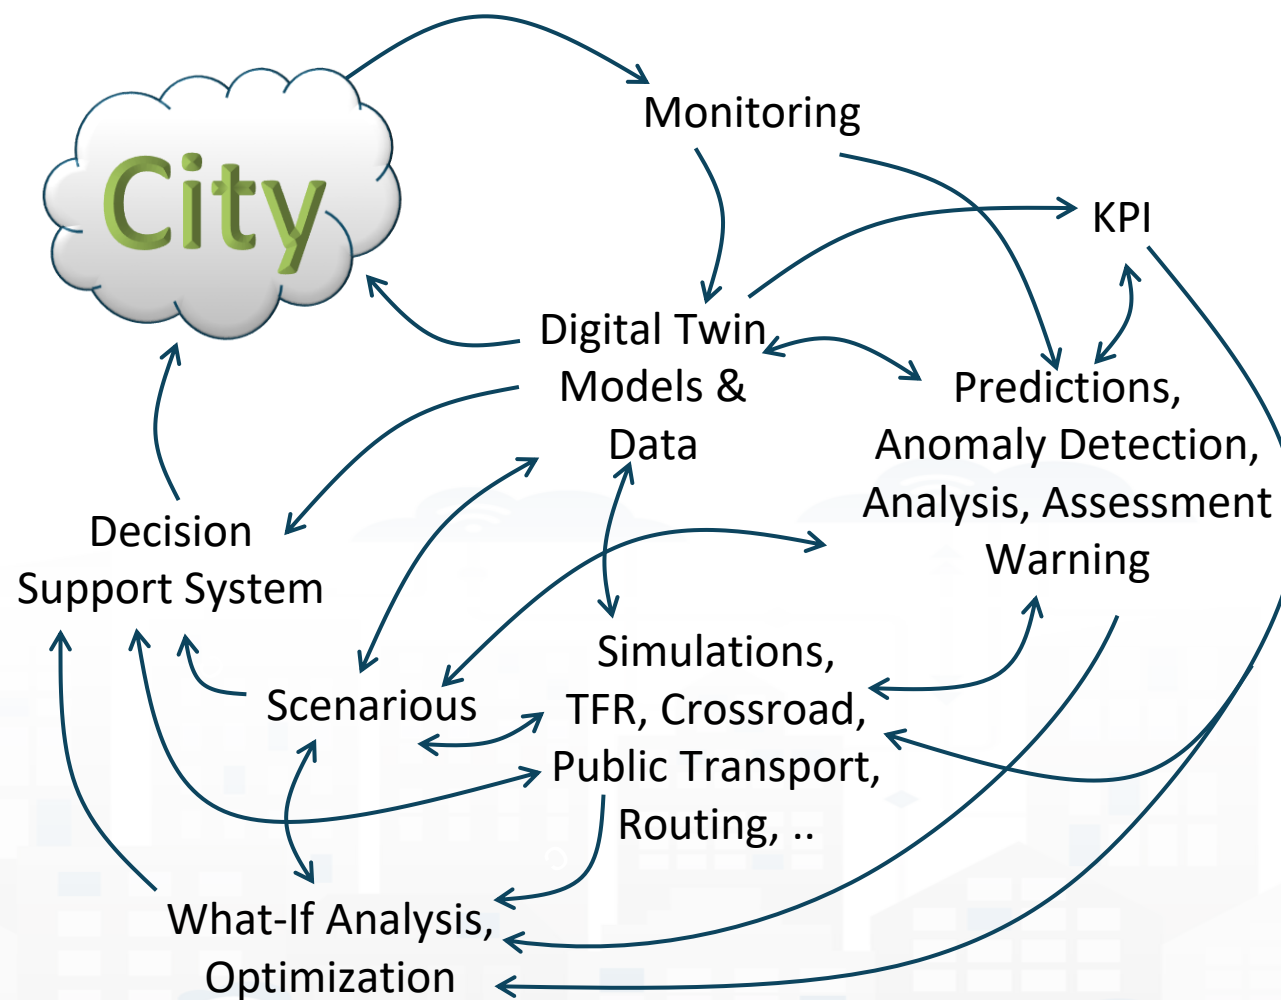 City
Monitoring
KPI
Digital Twin
Models &
Data
Predictions,
Anomaly Detection,
Analysis, Assessment
Warning
Decision
Support System
Scenarious
Simulations,
TFR, Crossroad,
Public Transport,
Routing, ..
What-If Analysis,
Optimization